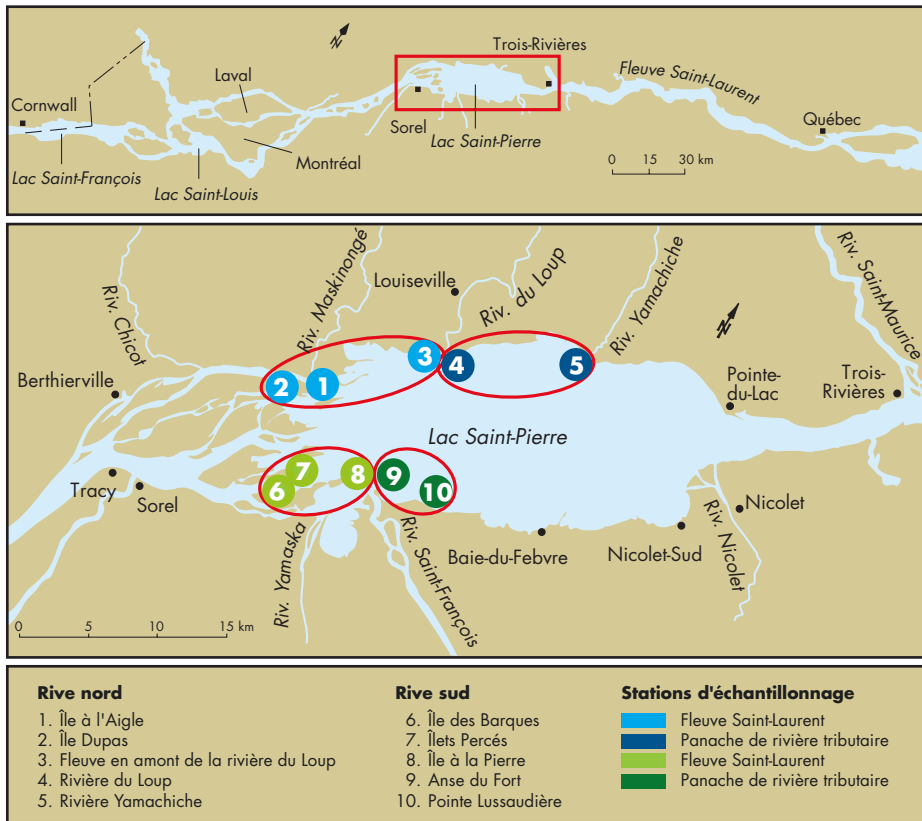 Cornwall
Laval
Trois-Rivières
Fleuve Saint-Laurent
Sorel
Québec
Lac Saint-Pierre
Montréal
Lac Saint-François
Lac Saint-Louis
0 15 30 km
N
Riv. Chicot
Riv. Maskinongé
Louiseville
Riv. du Loup
Riv. Yamachiche
Riv. Saint-Maurice
N
Berthierville
2
1
3
4
5
Pointe-
du-Lac
Trois-
Rivières
Lac Saint-Pierre
Tracy
Sorel
6
7
8
9
10
Riv. Yamaska
Riv. Saint-François
Baie-du-Febvre
Nicolet-Sud
Riv. Nicolet
Nicolet
0 5 10 15 km
Rive nord
1. Île à l'Aigle
2. Île Dupas
3. Fleuve en amont de la rivière du Loup
4. Rivière du Loup
5. Rivière Yamachiche
Rive sud
6. Île des Barques
7. Îlets Percés
8. Île à la Pierre
9. Anse du Fort
10. Pointe Lussaudière
Stations d'échantillonnage
Fleuve Saint-Laurent
Panache de rivière tributaire
Fleuve Saint-Laurent
Panache de rivière tributaire